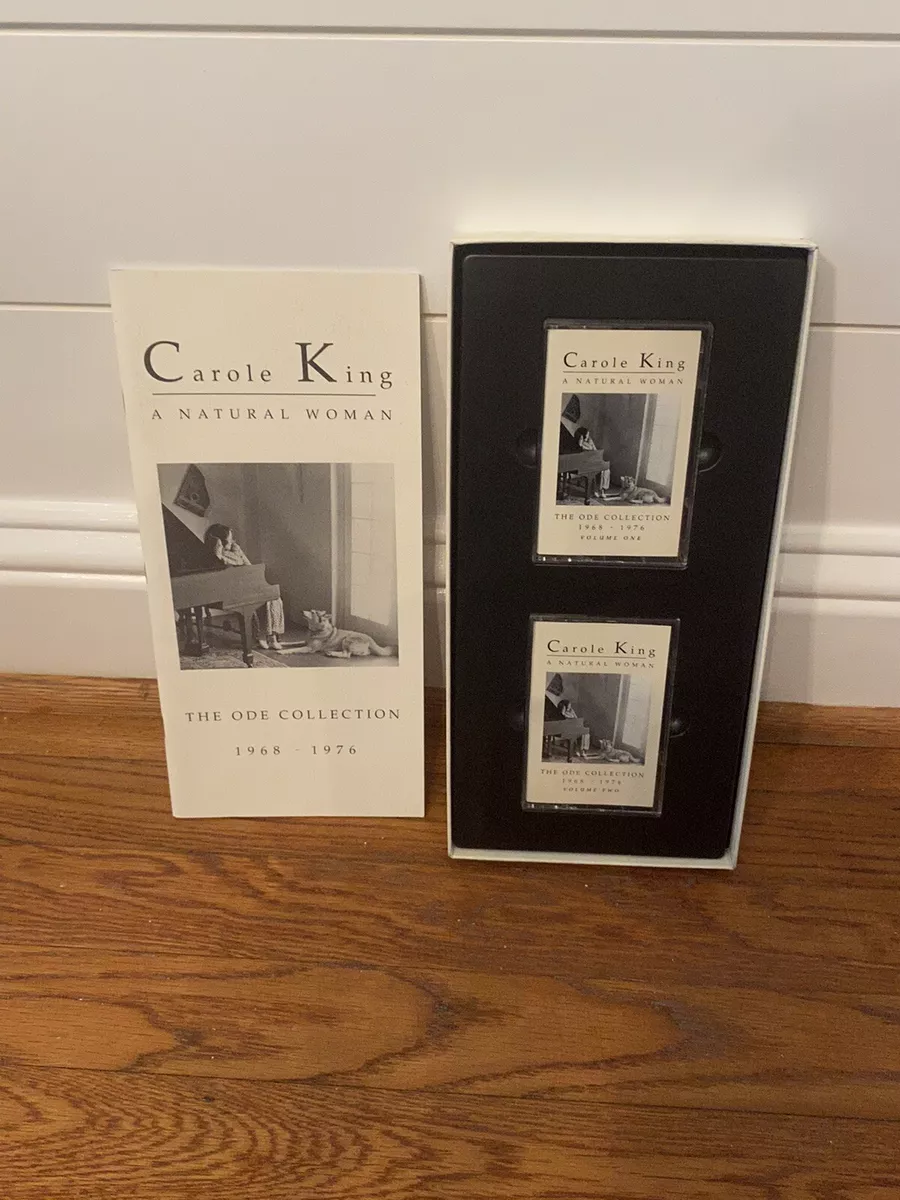 Carole King
A NATURAL WOMAN
THE ODE COLLECTION
1968 - 1976
Carole King
A NATURAL WOMAN
THE ODE COLLECTION
1968 - 1976
VOLUME ONE
Carole King
A NATURAL WOMAN
THE ODE COLLECTION
1968 - 1976
VOLUME TWO